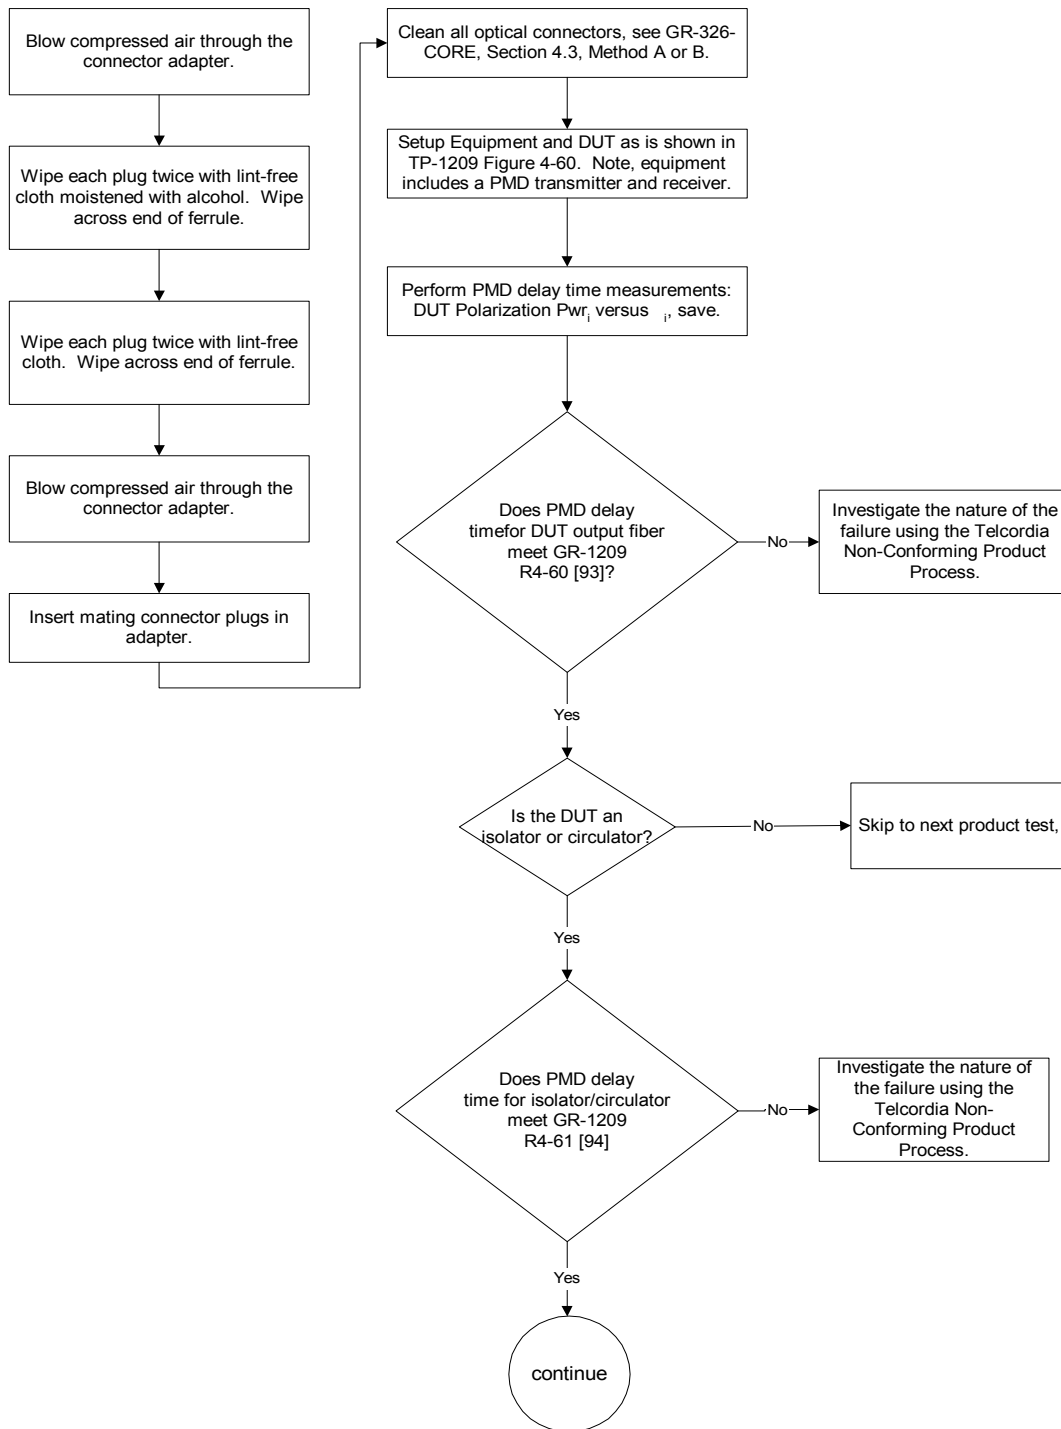 Blow compressed air through the
connector adapter.
Wipe each plug twice with lint-free
cloth moistened with alcohol.  Wipe
across end of ferrule.
Wipe each plug twice with lint-free
cloth.  Wipe across end of ferrule.
Blow compressed air through the
connector adapter.
Insert mating connector plugs in
adapter.
Clean all optical connectors, see GR-326-
CORE, Section 4.3, Method A or B.
Setup Equipment and DUT as is shown in
TP-1209 Figure 4-60.  Note, equipment
includes a PMD transmitter and receiver.
Perform PMD delay time measurements:
DUT Polarization Pwri versus  i, save.
Does PMD delay
timefor DUT output fiber
meet GR-1209
R4-60 [93]?
No
Investigate the nature of the
failure using the Telcordia
Non-Conforming Product
Process.
Yes
Is the DUT an
isolator or circulator?
No
Skip to next product test,
Yes
Does PMD delay
time for isolator/circulator
meet GR-1209
R4-61 [94]
No
Investigate the nature of
the failure using the
Telcordia Non-
Conforming Product
Process.
Yes
continue